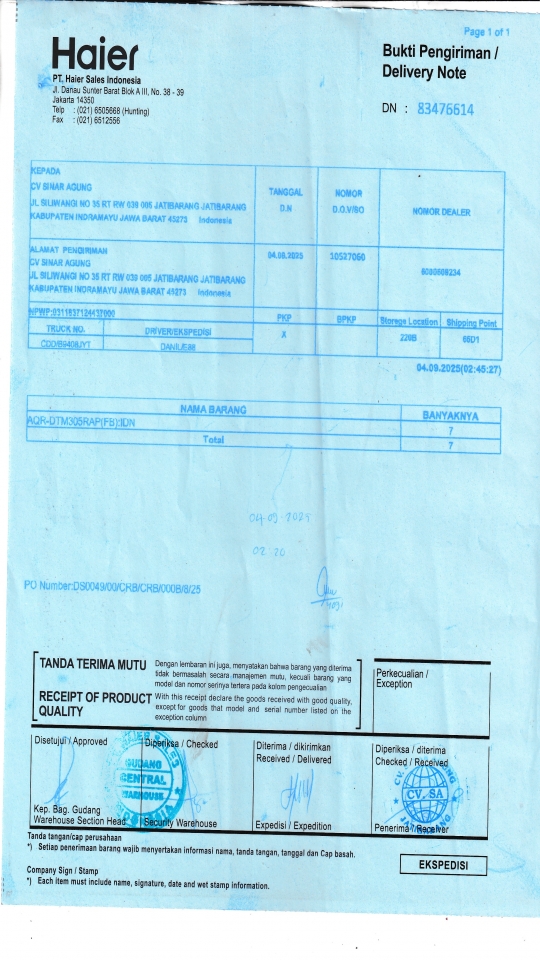 Page 1 of 1
Haier
PT. Haier Sales Indonesia
Jl. Danau Sunter Barat Blok A III, No. 38 - 39
Jakarta 14350
Telp : (021) 6505668 (Hunting)
Fax : (021) 6512556
Bukti Pengiriman /
Delivery Note
DN : 83476614
KEPADA
CV SINAR AGUNG
JL SILIWANGI NO 35 RT RW 039 005 JATIBARANG JATIBARANG
KABUPATEN INDRAMAYU JAWA BARAT 45273 Indonesia
TANGGAL
D.N
NOMOR
D.O.V/SO
NOMOR DEALER
ALAMAT PENGIRIMAN
CV SINAR AGUNG
JL SILIWANGI NO 35 RT RW 039 005 JATIBARANG JATIBARANG
KABUPATEN INDRAMAYU JAWA BARAT 45273 Indonesia
04.09.2025
10527060
NPWP:0311837124437000
PKP
BPKP
Storage Location
Shipping Point
TRUCK NO.
DRIVER/EKSPEDISI
X
66D1
04.09.2025(02:45:27)
NAMA BARANG
BANYAKNYA
AQR-DTM305RAP(FB):IDN
7
Total
7
04-09-2025
02:20
PO Number:DS0049/00/CRB/CRB/000B/8/25
TANDA TERIMA MUTU
RECEIPT OF PRODUCT
QUALITY
Dengan lembaran ini juga, menyatakan bahwa barang yang diterima
tidak bermasalah secara manajemen mutu, kecuali barang yang
model dan nomor serinya tertera pada kolom pengecualian
With this receipt declare the goods received with good quality,
except for goods that model and serial number listed on the
exception column
Perkecualian /
Exception
Disetujui / Approved
Kep. Bag. Gudang
Warehouse Section Head
Diperiksa / Checked
Security Warehouse
GUDANG
CENTRAL
WAREHOUSE
Diterima / dikirimkan
Received / Delivered
Expedisi / Expedition
Diperiksa / diterima
Checked / Received
CV. SA
Penerima / Receiver
Tanda tangan/cap perusahaan
*) Setiap penerimaan barang wajib menyertakan informasi nama, tanda tangan, tanggal dan Cap basah.
Company Sign / Stamp
*) Each item must include name, signature, date and wet stamp information.
EKSPEDISI